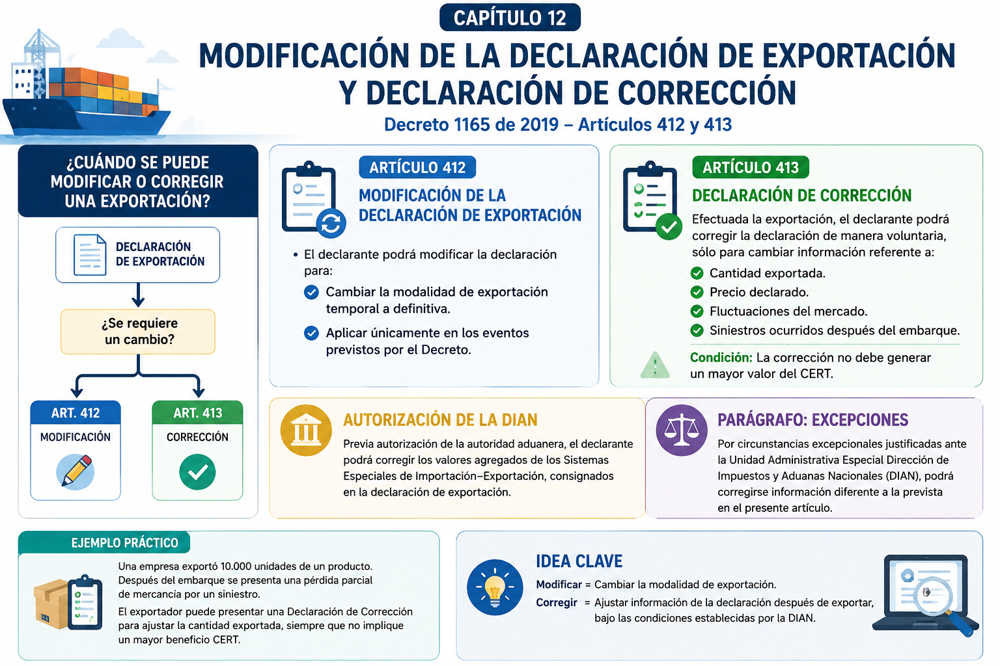 CAPÍTULO 12
MODIFICACIÓN DE LA DECLARACIÓN DE EXPORTACIÓN
Y DECLARACIÓN DE CORRECCIÓN
Decreto 1165 de 2019 – Artículos 412 y 413
¿CUÁNDO SE PUEDE
MODIFICAR O CORREGIR
UNA EXPORTACIÓN?
DECLARACIÓN
DE EXPORTACIÓN
¿Se requiere
un cambio?
ART. 412
MODIFICACIÓN
ART. 413
CORRECCIÓN
ARTÍCULO 412
MODIFICACIÓN DE LA
DECLARACIÓN DE EXPORTACIÓN
• El declarante podrá modificar la declaración
para:
Cambiar la modalidad de exportación
temporal a definitiva.
Aplicar únicamente en los eventos
previstos por el Decreto.
ARTÍCULO 413
DECLARACIÓN DE CORRECCIÓN
Efectuada la exportación, el declarante podrá
corregir la declaración de manera voluntaria,
sólo para cambiar información referente a:
Cantidad exportada.
Precio declarado.
Fluctuaciones del mercado.
Siniestros ocurridos después del embarque.
Condición: La corrección no debe generar
un mayor valor del CERT.
AUTORIZACIÓN DE LA DIAN
Previa autorización de la autoridad aduanera, el declarante
podrá corregir los valores agregados de los Sistemas
Especiales de Importación–Exportación, consignados
en la declaración de exportación.
PARÁGRAFO: EXCEPCIONES
Por circunstancias excepcionales justificadas ante
la Unidad Administrativa Especial Dirección de
Impuestos y Aduanas Nacionales (DIAN), podrá
corregirse información diferente a la prevista
en el presente artículo.
EJEMPLO PRÁCTICO
Una empresa exportó 10.000 unidades de un producto.
Después del embarque se presenta una pérdida parcial
de mercancía por un siniestro.
El exportador puede presentar una Declaración de Corrección
para ajustar la cantidad exportada, siempre que no implique
un mayor beneficio CERT.
IDEA CLAVE
Modificar = Cambiar la modalidad de exportación.
Corregir = Ajustar información de la declaración después de exportar,
bajo las condiciones establecidas por la DIAN.